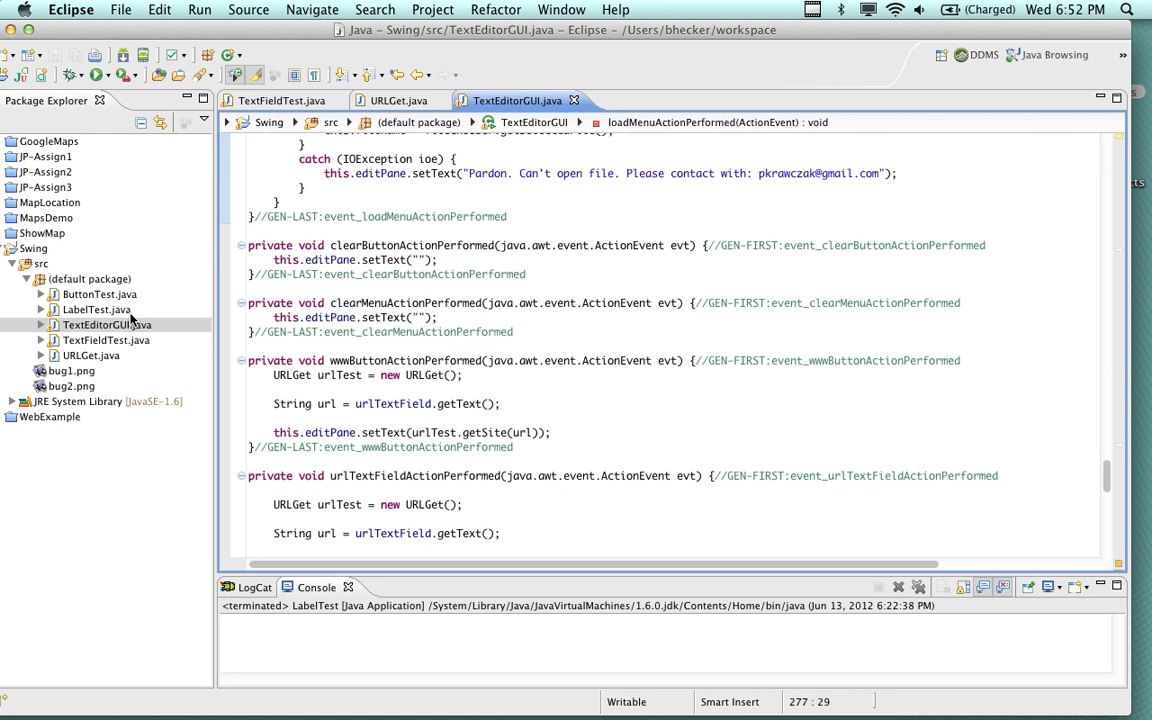 Eclipse File Edit Run Source Navigate Search Project Refactor Window Help (Charged) Wed 6:52 PM
Java – Swing/src/TextEditorGUI.java – Eclipse – /Users/bhecker/workspace
DDMS Java Browsing »
Package Explorer
TextFieldTest.java URLGet.java TextEditorGUI.java
Swing src (default package) TextEditorGUI loadMenuActionPerformed(ActionEvent) : void
GoogleMaps
JP-Assign1
JP-Assign2
JP-Assign3
MapLocation
MapsDemo
ShowMap
Swing
src
(default package)
ButtonTest.java
LabelTest.java
TextEditorGUI.java
TextFieldTest.java
URLGet.java
bug1.png
bug2.png
JRE System Library [JavaSE-1.6]
WebExample
}
catch (IOException ioe) {
this.editPane.setText("Pardon. Can't open file. Please contact with: pkrawczak@gmail.com");
}
}
}//GEN-LAST:event_loadMenuActionPerformed
private void clearButtonActionPerformed(java.awt.event.ActionEvent evt) {//GEN-FIRST:event_clearButtonActionPerformed
this.editPane.setText("");
}//GEN-LAST:event_clearButtonActionPerformed
private void clearMenuActionPerformed(java.awt.event.ActionEvent evt) {//GEN-FIRST:event_clearMenuActionPerformed
this.editPane.setText("");
}//GEN-LAST:event_clearMenuActionPerformed
private void wwwButtonActionPerformed(java.awt.event.ActionEvent evt) {//GEN-FIRST:event_wwwButtonActionPerformed
URLGet urlTest = new URLGet();
String url = urlTextField.getText();
this.editPane.setText(urlTest.getSite(url));
}//GEN-LAST:event_wwwButtonActionPerformed
private void urlTextFieldActionPerformed(java.awt.event.ActionEvent evt) {//GEN-FIRST:event_urlTextFieldActionPerformed
URLGet urlTest = new URLGet();
String url = urlTextField.getText();
LogCat Console
<terminated> LabelTest [Java Application] /System/Library/Java/JavaVirtualMachines/1.6.0.jdk/Contents/Home/bin/java (Jun 13, 2012 6:22:38 PM)
Writable Smart Insert 277 : 29